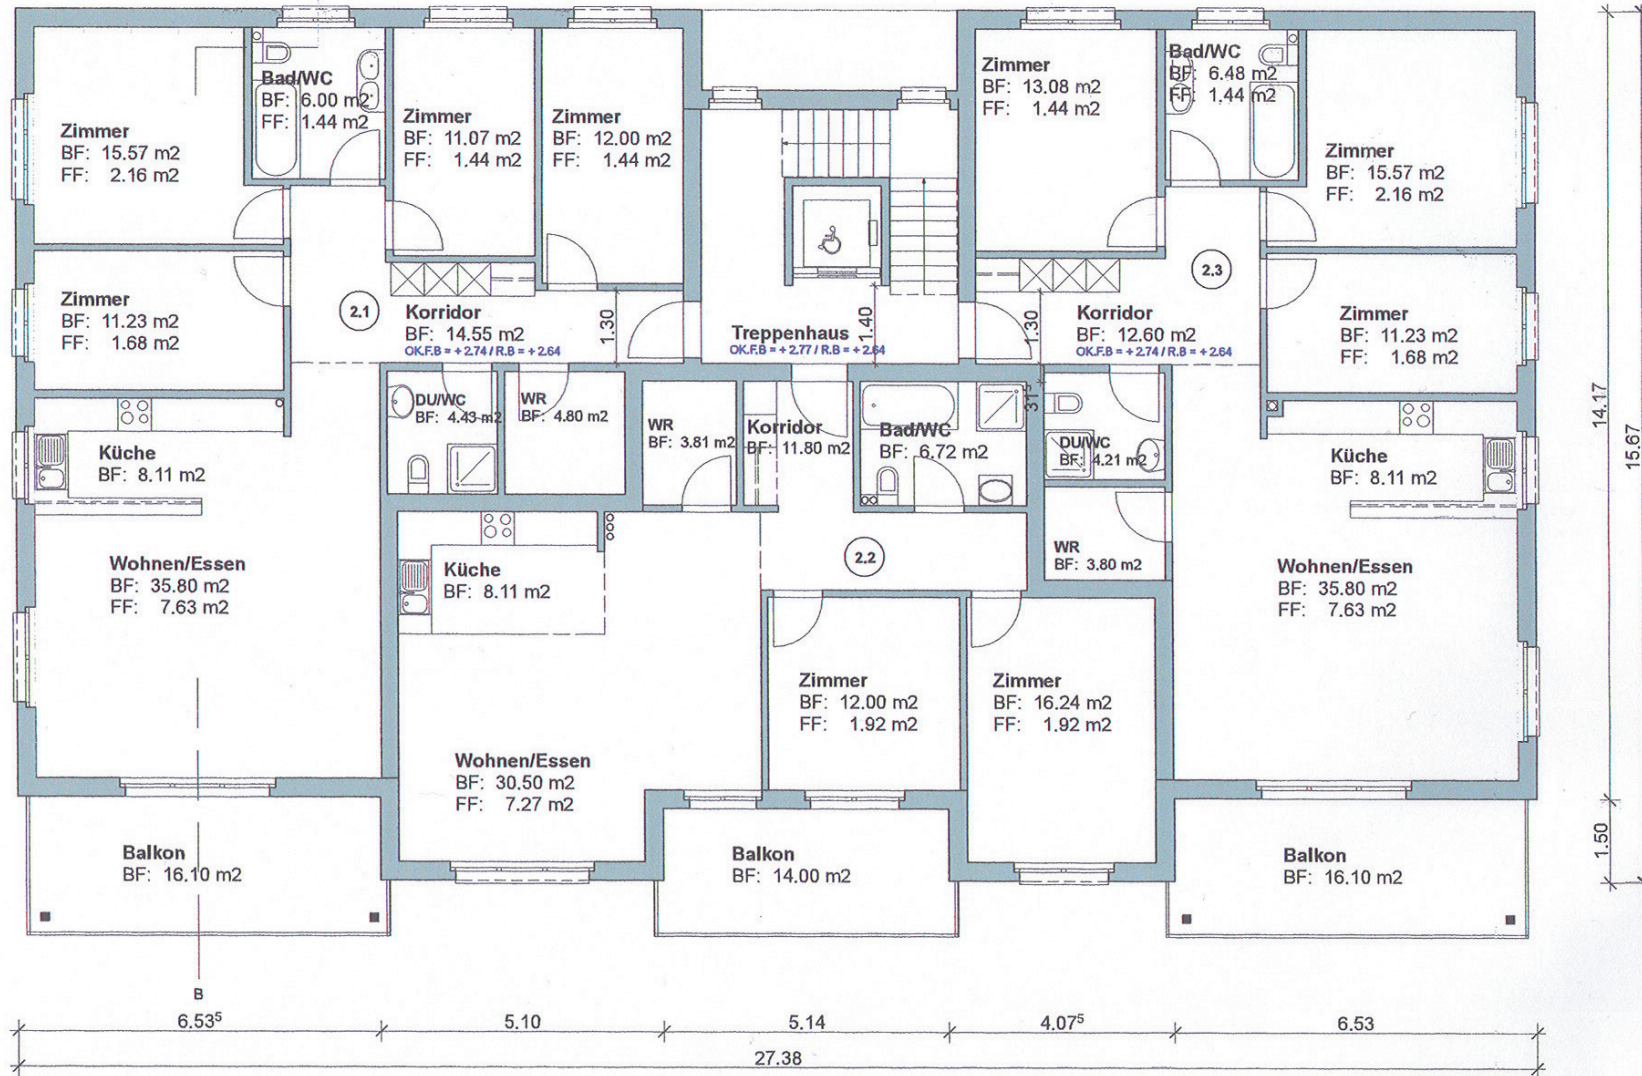 Zimmer
BF: 15.57 m2
FF: 2.16 m2
Bad/WC
BF: 6.00 m2
FF: 1.44 m2
Zimmer
BF: 11.07 m2
FF: 1.44 m2
Zimmer
BF: 12.00 m2
FF: 1.44 m2
Zimmer
BF: 13.08 m2
FF: 1.44 m2
Bad/WC
BF: 6.48 m2
FF: 1.44 m2
Zimmer
BF: 15.57 m2
FF: 2.16 m2
Zimmer
BF: 11.23 m2
FF: 1.68 m2
2.1
Korridor
BF: 14.55 m2
OK.F.B = + 2.74 / R.B = + 2.64
1.30
Treppenhaus
OK.F.B = + 2.77 / R.B = + 2.64
1.40
1.30
Korridor
BF: 12.60 m2
OK.F.B = + 2.74 / R.B = + 2.64
2.3
Zimmer
BF: 11.23 m2
FF: 1.68 m2
Küche
BF: 8.11 m2
DU/WC
BF: 4.43 m2
WR
BF: 4.80 m2
WR
BF: 3.81 m2
Korridor
BF: 11.80 m2
Bad/WC
BF: 6.72 m2
31⁵
DU/WC
BF: 4.21 m2
Küche
BF: 8.11 m2
Wohnen/Essen
BF: 35.80 m2
FF: 7.63 m2
Küche
BF: 8.11 m2
2.2
WR
BF: 3.80 m2
Wohnen/Essen
BF: 35.80 m2
FF: 7.63 m2
Wohnen/Essen
BF: 30.50 m2
FF: 7.27 m2
Zimmer
BF: 12.00 m2
FF: 1.92 m2
Zimmer
BF: 16.24 m2
FF: 1.92 m2
Balkon
BF: 16.10 m2
Balkon
BF: 14.00 m2
Balkon
BF: 16.10 m2
14.17
15.67
1.50
B
6.53⁵
5.10
5.14
4.07⁵
6.53
27.38